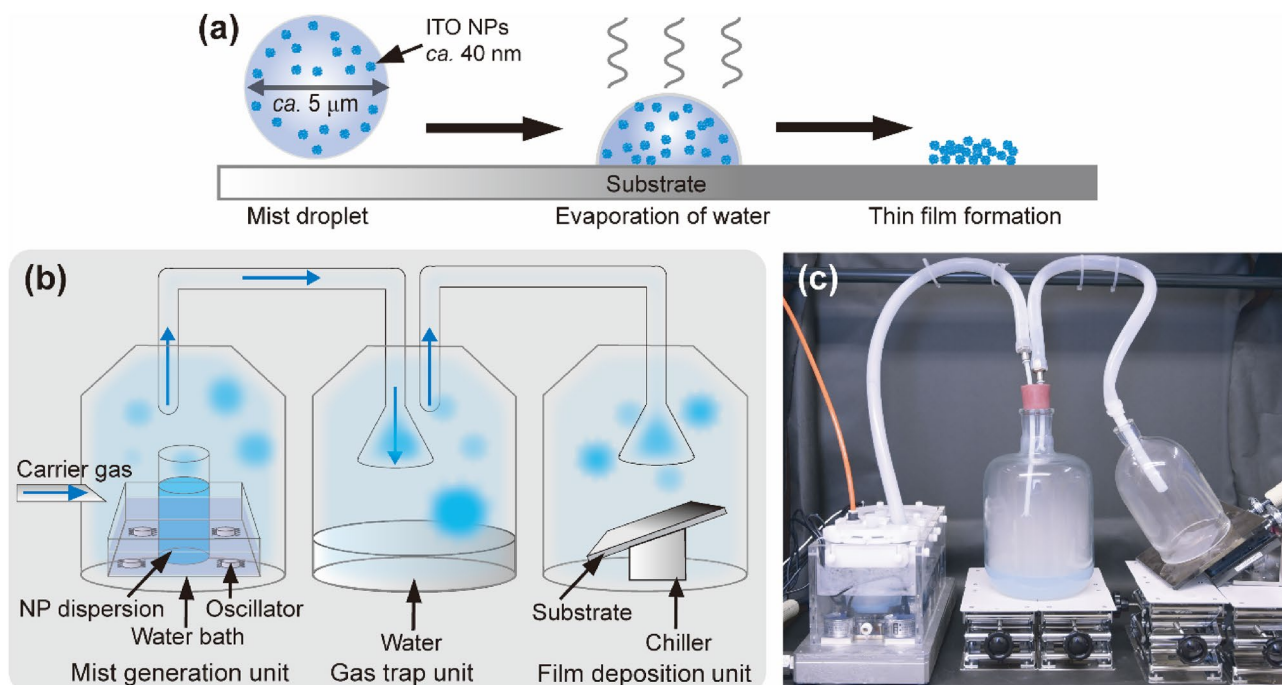 (a)
ITO NPs
ca. 40 nm
ca. 5 μm
Substrate
Mist droplet
Evaporation of water
Thin film formation
(b)
Carrier gas
NP dispersion
Oscillator
Water bath
Mist generation unit
Water
Gas trap unit
Substrate
Chiller
Film deposition unit
(c)